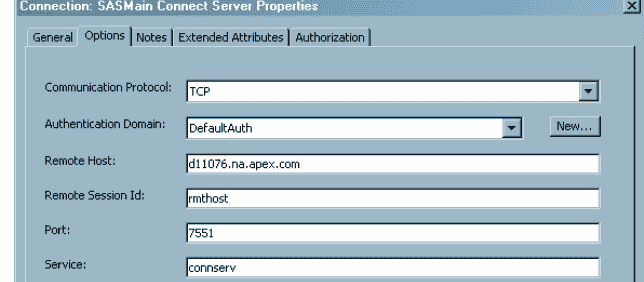 Connection: SASMain Connect Server Properties
General Options Notes Extended Attributes Authorization
Communication Protocol: TCP
Authentication Domain: DefaultAuth New...
Remote Host: d11076.na.apex.com
Remote Session Id: rmthost
Port: 7551
Service: connserv